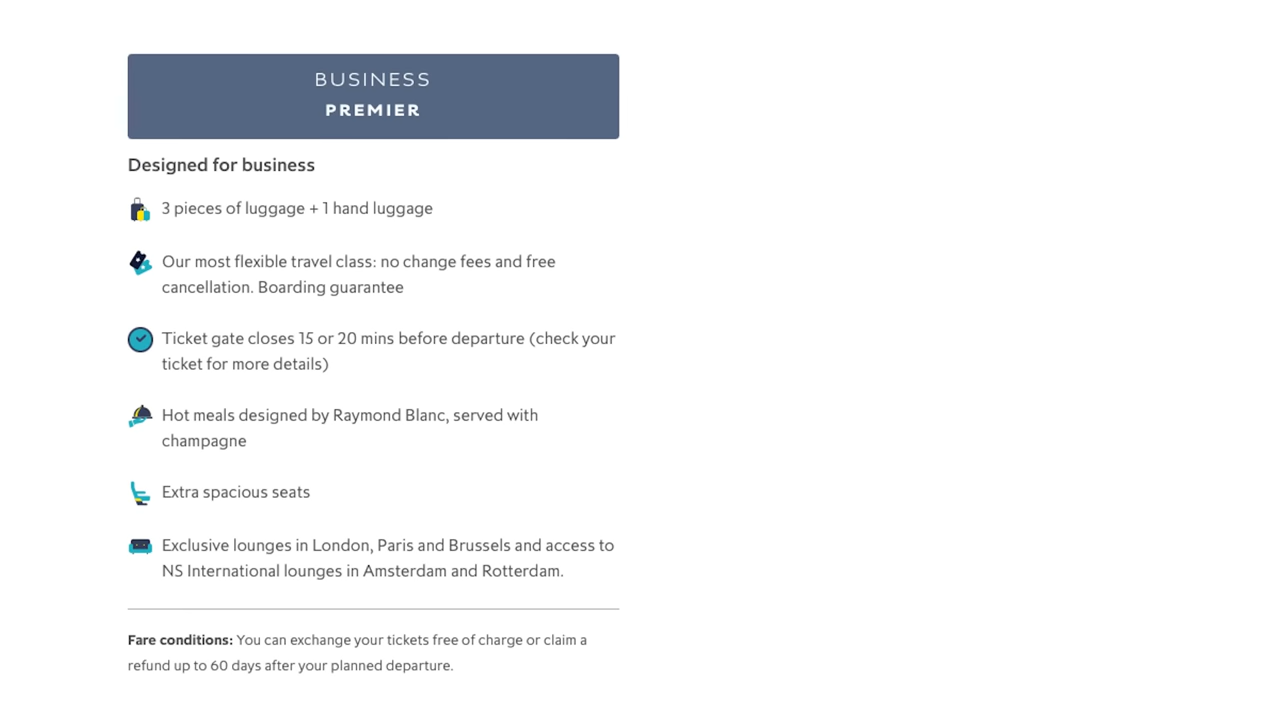 BUSINESS
PREMIER
Designed for business
3 pieces of luggage + 1 hand luggage
Our most flexible travel class: no change fees and free
cancellation. Boarding guarantee
Ticket gate closes 15 or 20 mins before departure (check your
ticket for more details)
Hot meals designed by Raymond Blanc, served with
champagne
Extra spacious seats
Exclusive lounges in London, Paris and Brussels and access to
NS International lounges in Amsterdam and Rotterdam.
Fare conditions: You can exchange your tickets free of charge or claim a
refund up to 60 days after your planned departure.